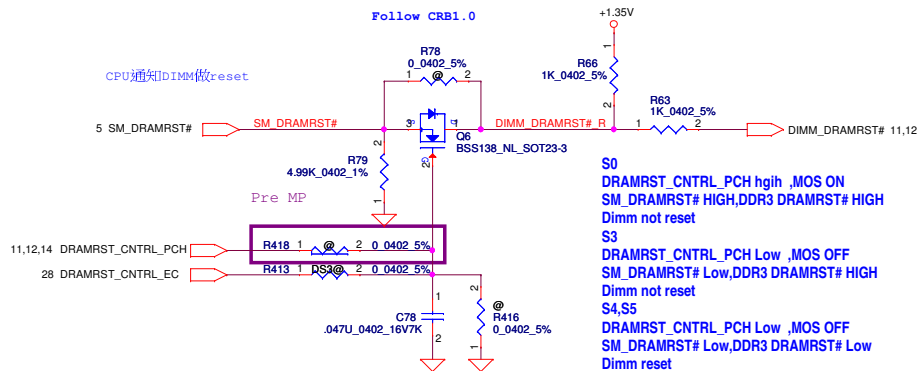 Follow CRB1.0
+1.35V
R78
0_0402_5%
1 @ 2
R66
1K_0402_5%
1
2
CPU通知DIMM做reset
R63
1K_0402_5%
1 2
5 SM_DRAMRST#
SM_DRAMRST#
3
S
D
1
DIMM_DRAMRST#_R
DIMM_DRAMRST# 11,12
Q6
BSS138_NL_SOT23-3
G
2
2
R79
4.99K_0402_1%
1
Pre MP
11,12,14 DRAMRST_CNTRL_PCH
R418 1 @ 2 0_0402_5%
28 DRAMRST_CNTRL_EC
R413 1 DS3@ 2 0_0402_5%
1
C78
.047U_0402_16V7K
2
@
2
R416
0_0402_5%
1
S0
DRAMRST_CNTRL_PCH hgih ,MOS ON
SM_DRAMRST# HIGH,DDR3 DRAMRST# HIGH
Dimm not reset
S3
DRAMRST_CNTRL_PCH Low ,MOS OFF
SM_DRAMRST# Low,DDR3 DRAMRST# HIGH
Dimm not reset
S4,S5
DRAMRST_CNTRL_PCH Low ,MOS OFF
SM_DRAMRST# Low,DDR3 DRAMRST# Low
Dimm reset